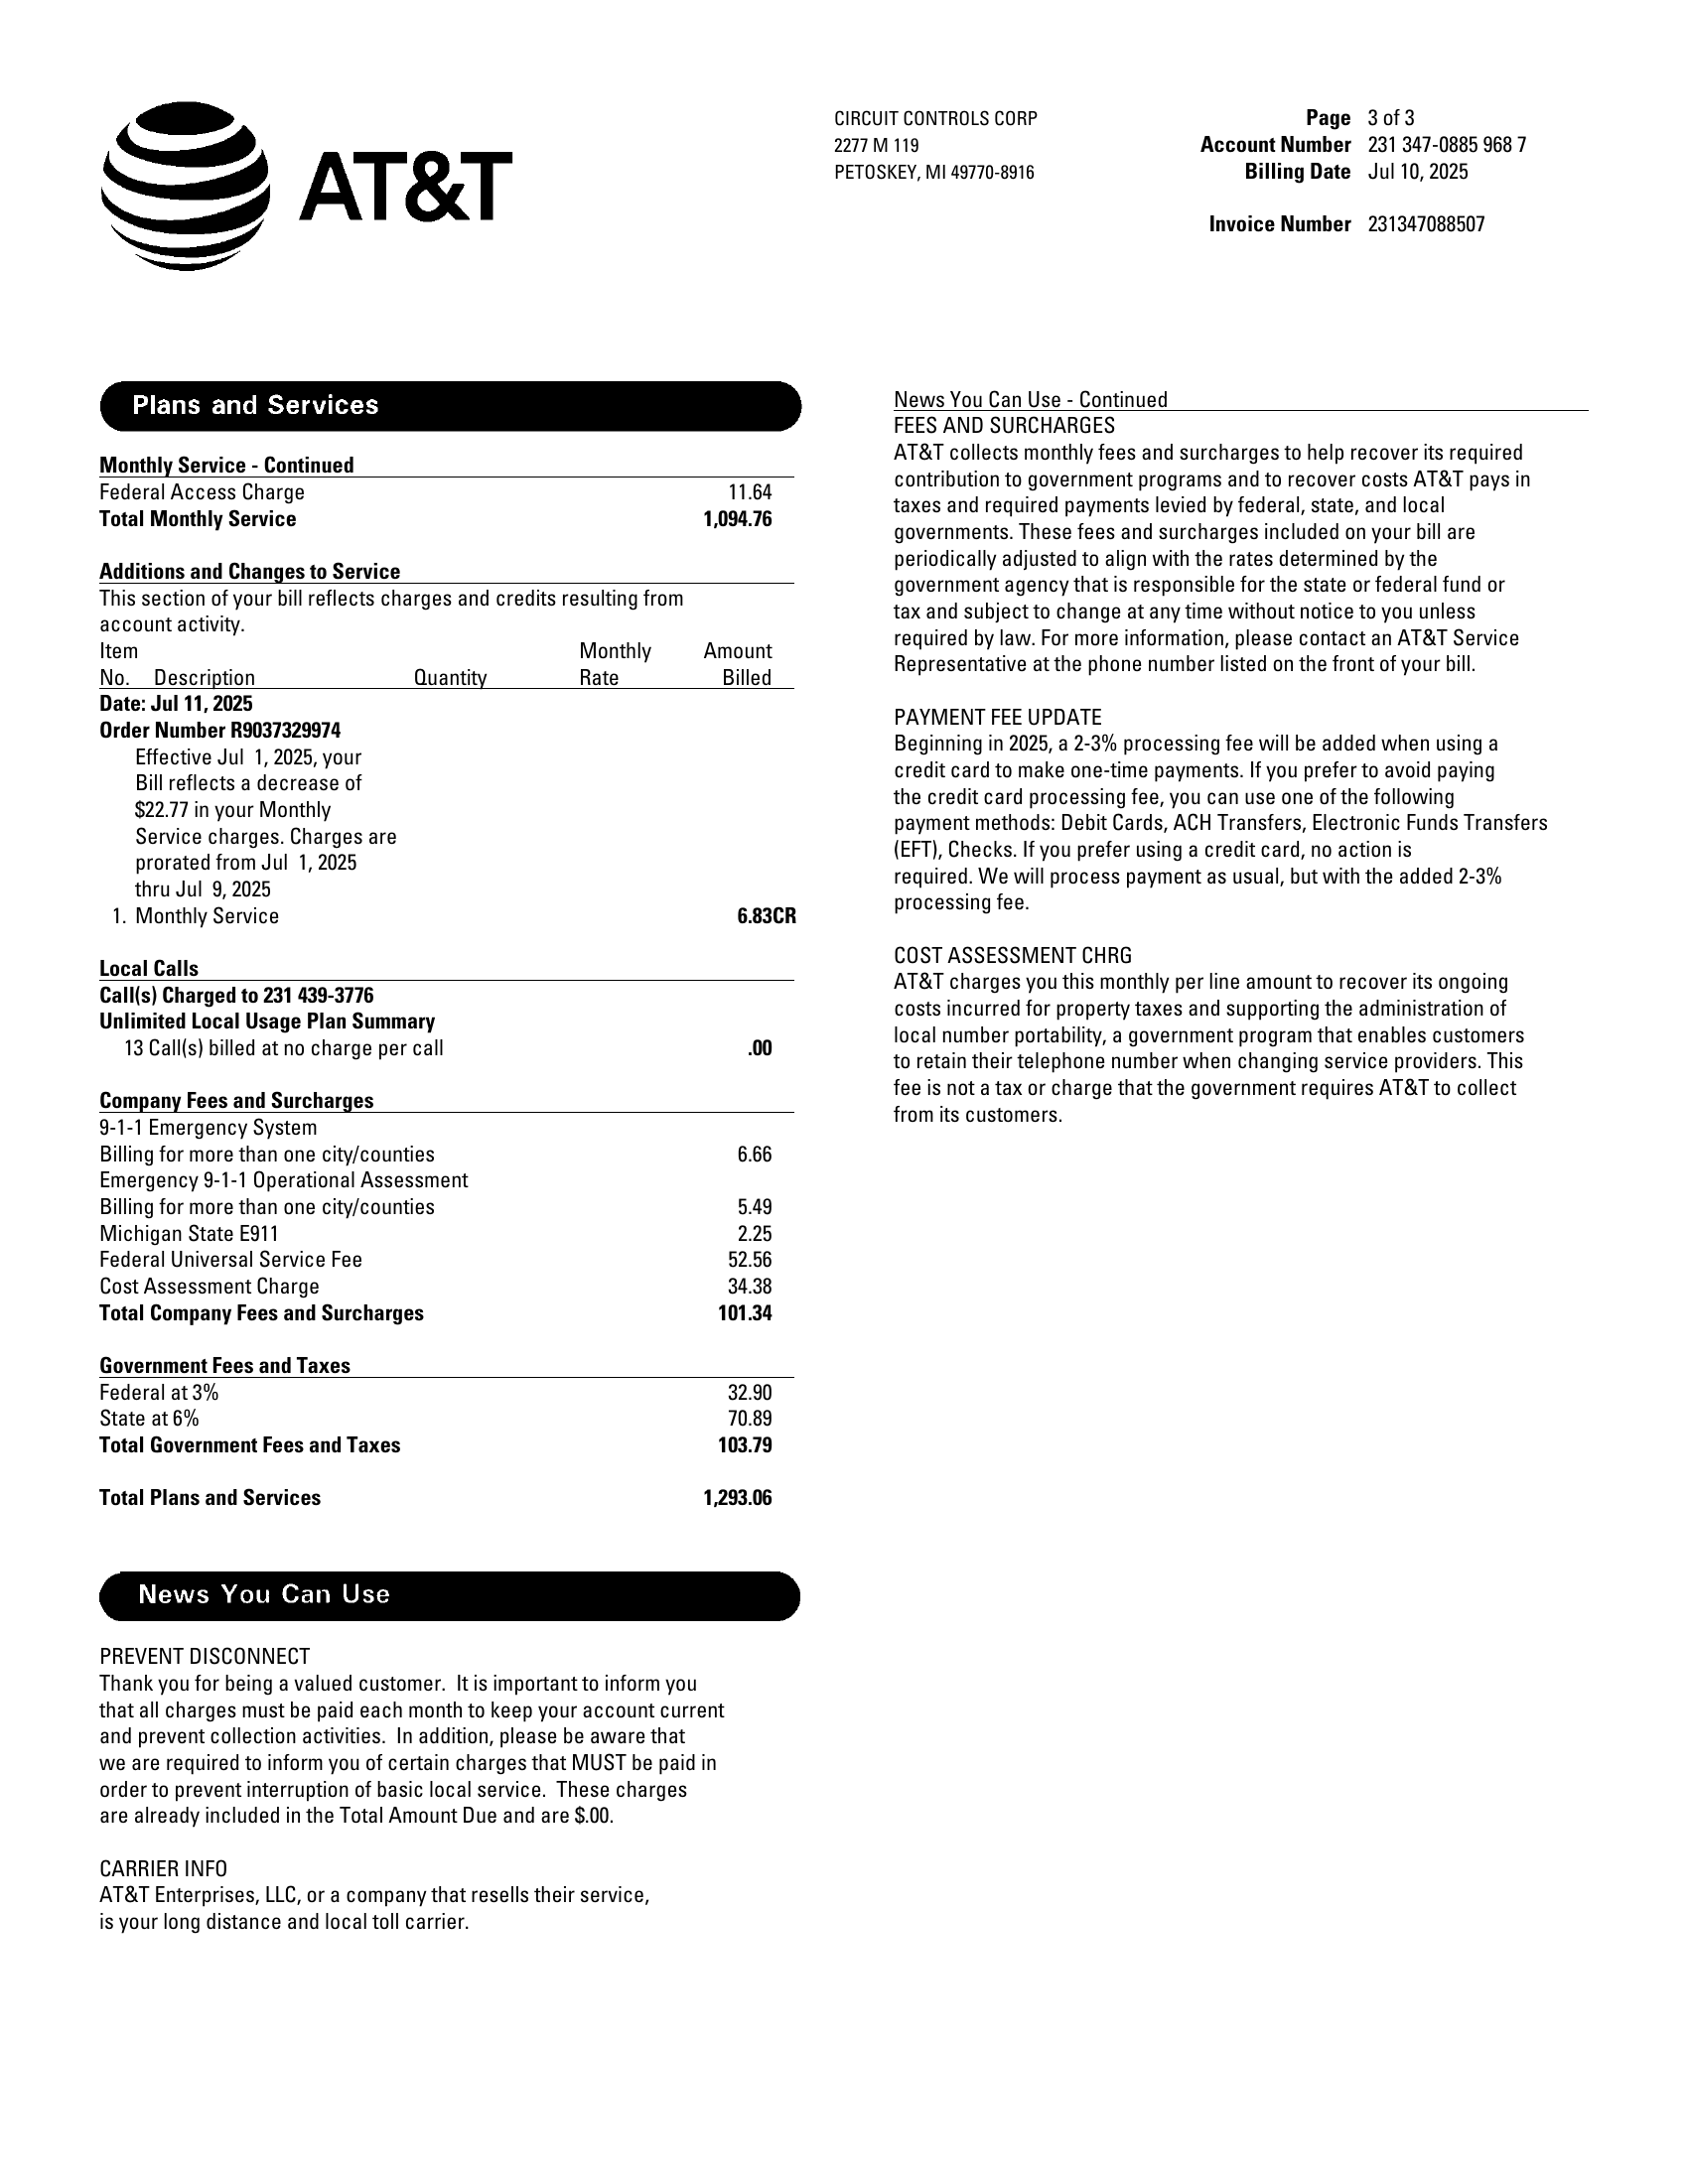 AT&T
CIRCUIT CONTROLS CORP
2277 M 119
PETOSKEY, MI 49770-8916
Page 3 of 3
Account Number 231 347-0885 968 7
Billing Date Jul 10, 2025
Invoice Number 231347088507
Plans and Services
Monthly Service - Continued
Federal Access Charge 11.64
Total Monthly Service 1,094.76
Additions and Changes to Service
This section of your bill reflects charges and credits resulting from
account activity.
Item Monthly Amount
No. Description Quantity Rate Billed
Date: Jul 11, 2025
Order Number R9037329974
Effective Jul 1, 2025, your
Bill reflects a decrease of
$22.77 in your Monthly
Service charges. Charges are
prorated from Jul 1, 2025
thru Jul 9, 2025
1. Monthly Service 6.83CR
Local Calls
Call(s) Charged to 231 439-3776
Unlimited Local Usage Plan Summary
13 Call(s) billed at no charge per call .00
Company Fees and Surcharges
9-1-1 Emergency System
Billing for more than one city/counties 6.66
Emergency 9-1-1 Operational Assessment
Billing for more than one city/counties 5.49
Michigan State E911 2.25
Federal Universal Service Fee 52.56
Cost Assessment Charge 34.38
Total Company Fees and Surcharges 101.34
Government Fees and Taxes
Federal at 3% 32.90
State at 6% 70.89
Total Government Fees and Taxes 103.79
Total Plans and Services 1,293.06
News You Can Use
PREVENT DISCONNECT
Thank you for being a valued customer. It is important to inform you
that all charges must be paid each month to keep your account current
and prevent collection activities. In addition, please be aware that
we are required to inform you of certain charges that MUST be paid in
order to prevent interruption of basic local service. These charges
are already included in the Total Amount Due and are $.00.
CARRIER INFO
AT&T Enterprises, LLC, or a company that resells their service,
is your long distance and local toll carrier.
News You Can Use - Continued
FEES AND SURCHARGES
AT&T collects monthly fees and surcharges to help recover its required
contribution to government programs and to recover costs AT&T pays in
taxes and required payments levied by federal, state, and local
governments. These fees and surcharges included on your bill are
periodically adjusted to align with the rates determined by the
government agency that is responsible for the state or federal fund or
tax and subject to change at any time without notice to you unless
required by law. For more information, please contact an AT&T Service
Representative at the phone number listed on the front of your bill.
PAYMENT FEE UPDATE
Beginning in 2025, a 2-3% processing fee will be added when using a
credit card to make one-time payments. If you prefer to avoid paying
the credit card processing fee, you can use one of the following
payment methods: Debit Cards, ACH Transfers, Electronic Funds Transfers
(EFT), Checks. If you prefer using a credit card, no action is
required. We will process payment as usual, but with the added 2-3%
processing fee.
COST ASSESSMENT CHRG
AT&T charges you this monthly per line amount to recover its ongoing
costs incurred for property taxes and supporting the administration of
local number portability, a government program that enables customers
to retain their telephone number when changing service providers. This
fee is not a tax or charge that the government requires AT&T to collect
from its customers.